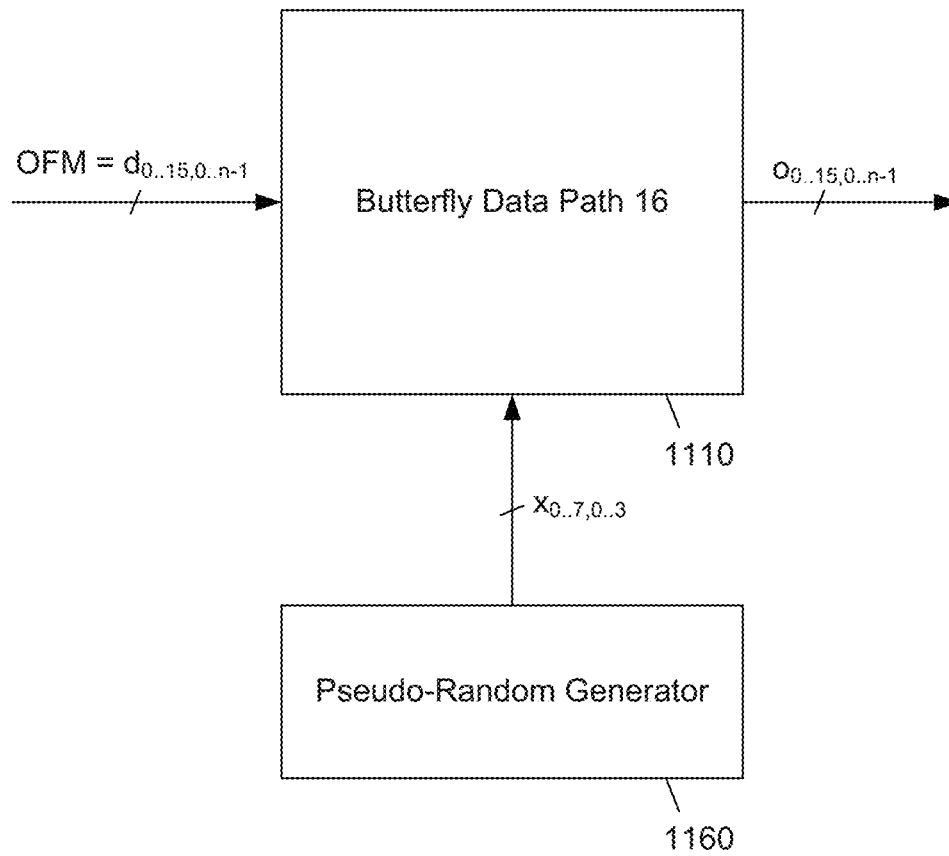 OFM = d0..15,0..n-1
Butterfly Data Path 16
o0..15,0..n-1
1110
x0..7,0..3
Pseudo-Random Generator
1160